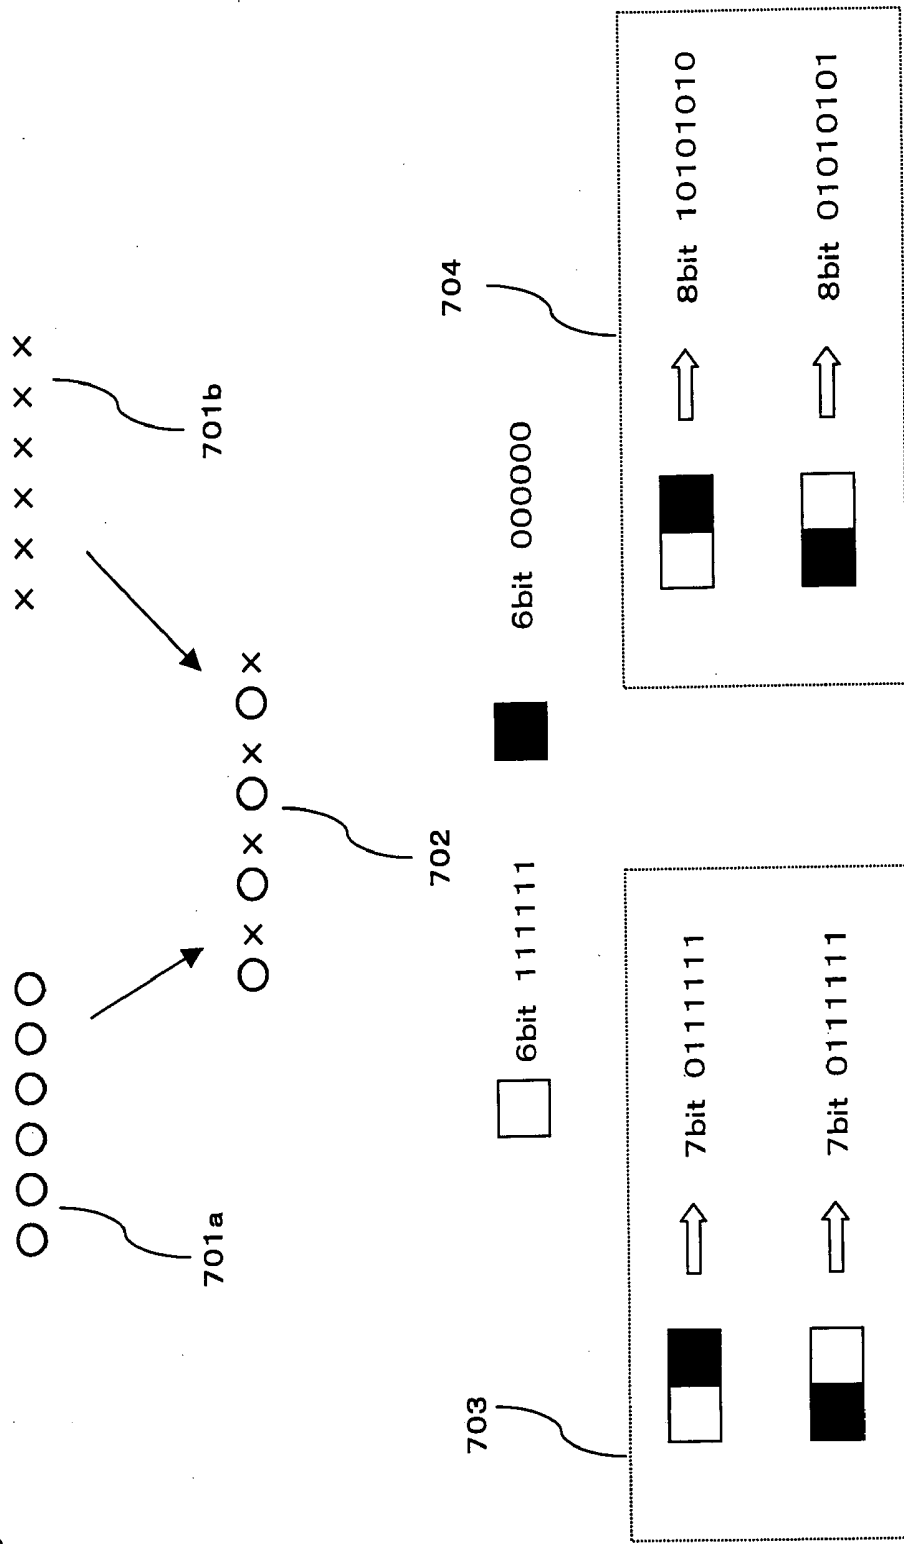 ○ ○ ○ ○ ○ ○
× × × × × ×
701a
701b
○ × ○ × ○ × ○ ×
702
6bit 111111
6bit 000000
703
704
7bit 0111111
7bit 0111111
8bit 10101010
8bit 01010101